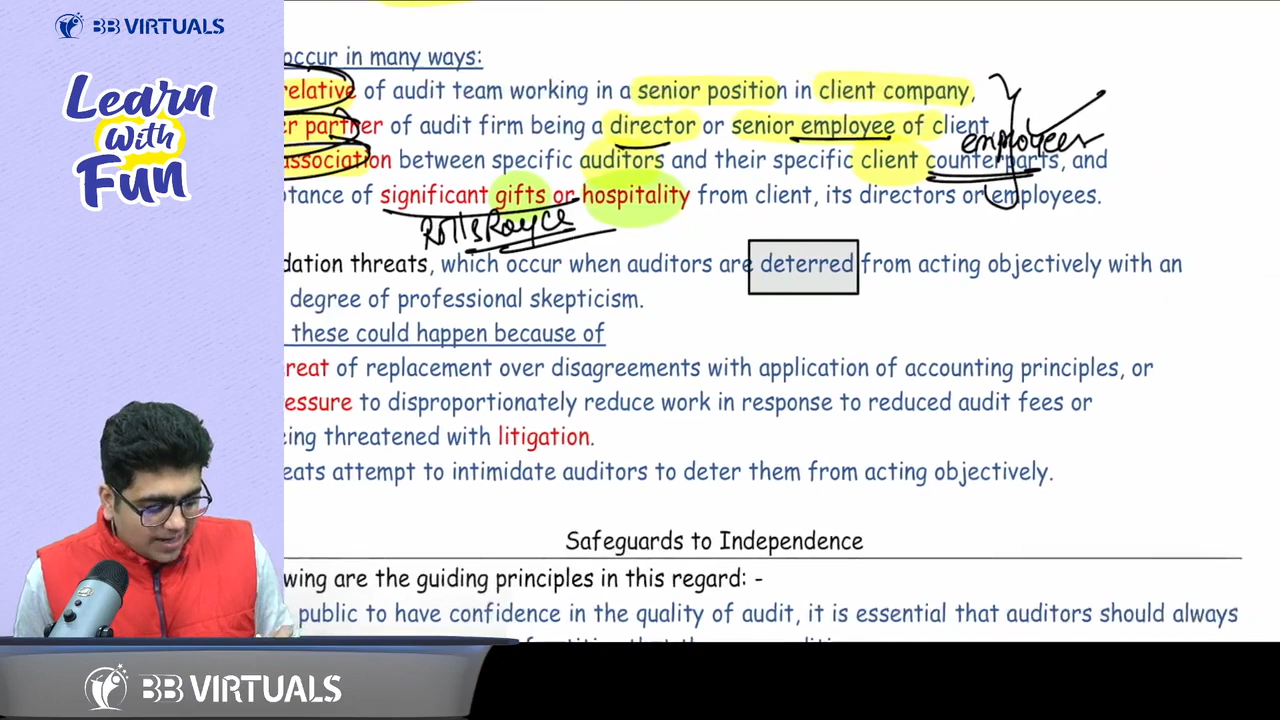 BB VIRTUALS
Learn
With
Fun
occur in many ways:
relative of audit team working in a senior position in client company,
er partner of audit firm being a director or senior employee of client
employees
association between specific auditors and their specific client counterparts, and
ptance of significant gifts or hospitality from client, its directors or employees.
Rolls Royce
dation threats, which occur when auditors are deterred from acting objectively with an
degree of professional skepticism.
these could happen because of
reat of replacement over disagreements with application of accounting principles, or
essure to disproportionately reduce work in response to reduced audit fees or
eing threatened with litigation.
eats attempt to intimidate auditors to deter them from acting objectively.
Safeguards to Independence
wing are the guiding principles in this regard: -
public to have confidence in the quality of audit, it is essential that auditors should always
BB VIRTUALS